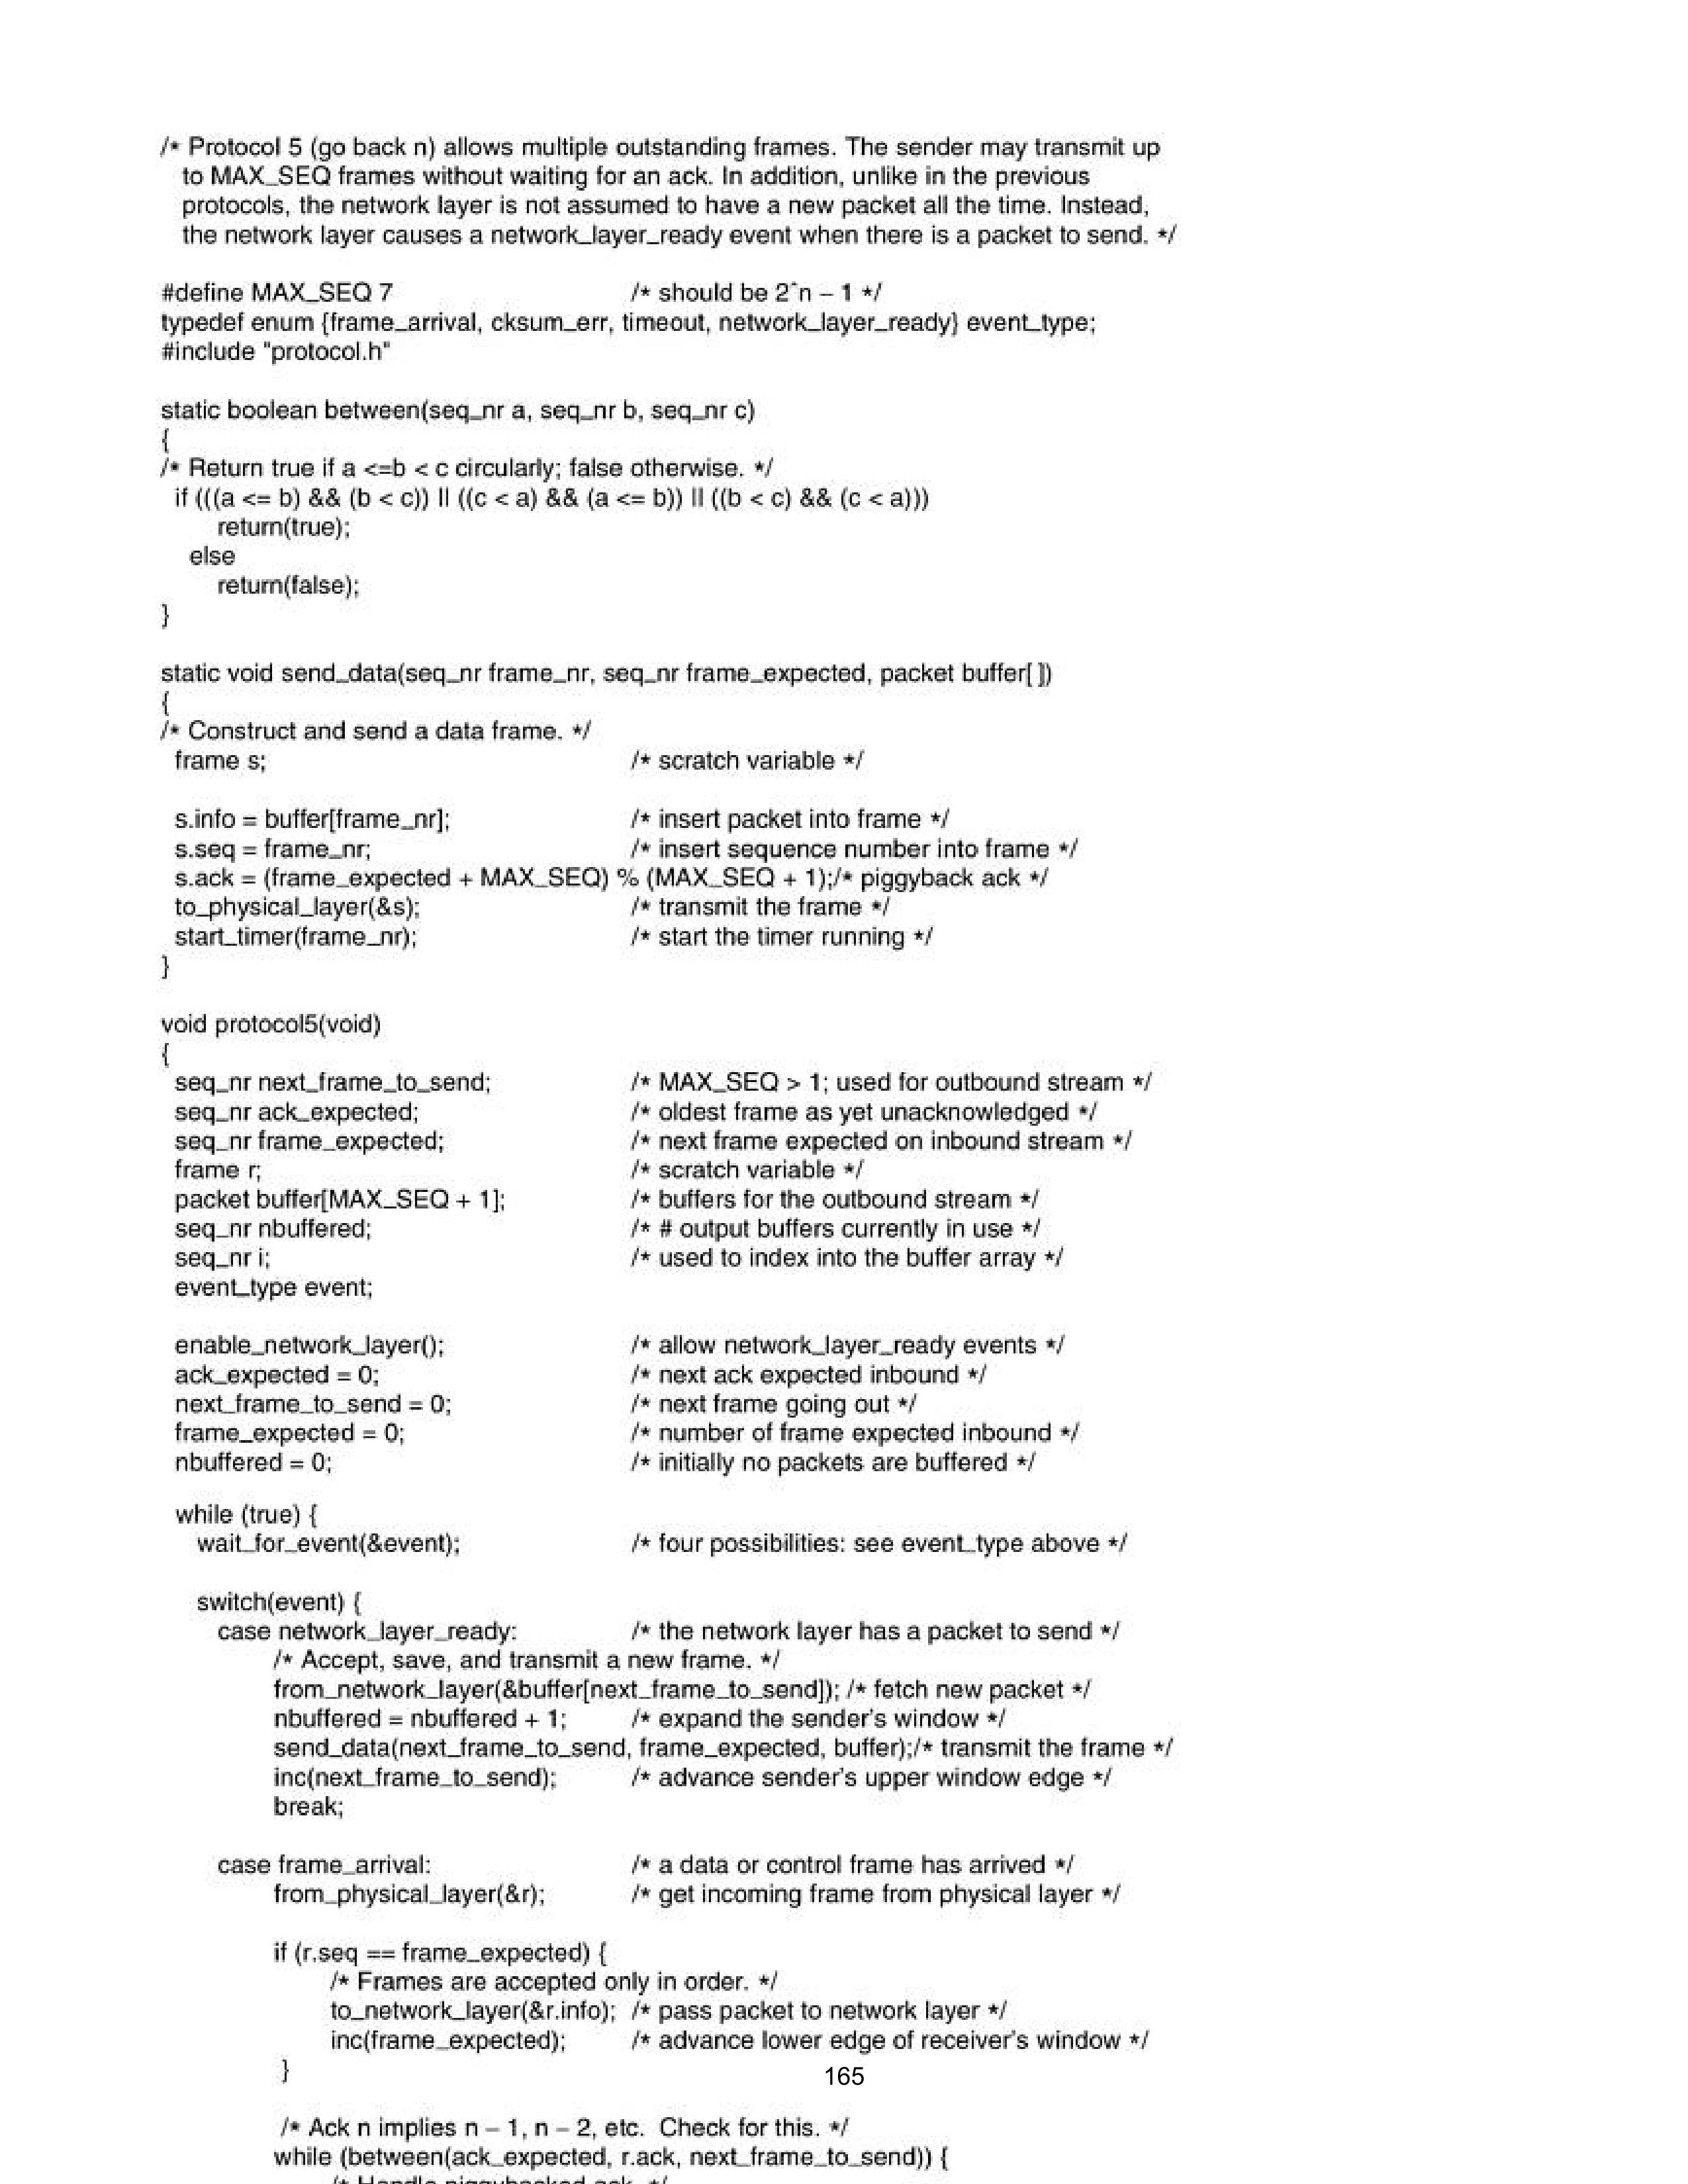 /* Protocol 5 (go back n) allows multiple outstanding frames. The sender may transmit up
to MAX_SEQ frames without waiting for an ack. In addition, unlike in the previous
protocols, the network layer is not assumed to have a new packet all the time. Instead,
the network layer causes a network_layer_ready event when there is a packet to send. */
#define MAX_SEQ 7 /* should be 2^n – 1 */
typedef enum {frame_arrival, cksum_err, timeout, network_layer_ready} event_type;
#include "protocol.h"
static boolean between(seq_nr a, seq_nr b, seq_nr c)
{
/* Return true if a <=b < c circularly; false otherwise. */
if (((a <= b) && (b < c)) || ((c < a) && (a <= b)) || ((b < c) && (c < a)))
return(true);
else
return(false);
}
static void send_data(seq_nr frame_nr, seq_nr frame_expected, packet buffer[ ])
{
/* Construct and send a data frame. */
frame s; /* scratch variable */
s.info = buffer[frame_nr]; /* insert packet into frame */
s.seq = frame_nr; /* insert sequence number into frame */
s.ack = (frame_expected + MAX_SEQ) % (MAX_SEQ + 1);/* piggyback ack */
to_physical_layer(&s); /* transmit the frame */
start_timer(frame_nr); /* start the timer running */
}
void protocol5(void)
{
seq_nr next_frame_to_send; /* MAX_SEQ > 1; used for outbound stream */
seq_nr ack_expected; /* oldest frame as yet unacknowledged */
seq_nr frame_expected; /* next frame expected on inbound stream */
frame r; /* scratch variable */
packet buffer[MAX_SEQ + 1]; /* buffers for the outbound stream */
seq_nr nbuffered; /* # output buffers currently in use */
seq_nr i; /* used to index into the buffer array */
event_type event;
enable_network_layer(); /* allow network_layer_ready events */
ack_expected = 0; /* next ack expected inbound */
next_frame_to_send = 0; /* next frame going out */
frame_expected = 0; /* number of frame expected inbound */
nbuffered = 0; /* initially no packets are buffered */
while (true) {
wait_for_event(&event); /* four possibilities: see event_type above */
switch(event) {
case network_layer_ready: /* the network layer has a packet to send */
/* Accept, save, and transmit a new frame. */
from_network_layer(&buffer[next_frame_to_send]); /* fetch new packet */
nbuffered = nbuffered + 1; /* expand the sender's window */
send_data(next_frame_to_send, frame_expected, buffer);/* transmit the frame */
inc(next_frame_to_send); /* advance sender's upper window edge */
break;
case frame_arrival: /* a data or control frame has arrived */
from_physical_layer(&r); /* get incoming frame from physical layer */
if (r.seq == frame_expected) {
/* Frames are accepted only in order. */
to_network_layer(&r.info); /* pass packet to network layer */
inc(frame_expected); /* advance lower edge of receiver's window */
}
165
/* Ack n implies n – 1, n – 2, etc. Check for this. */
while (between(ack_expected, r.ack, next_frame_to_send)) {